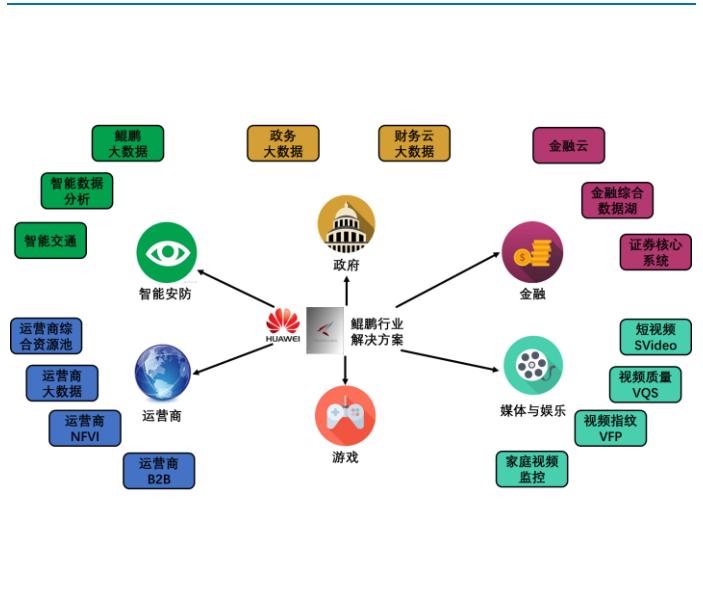 鲲鹏
大数据
政务
大数据
财务云
大数据
金融云
智能数据
分析
金融综合
数据湖
智能交通
证券核心
系统
政府
智能安防
金融
运营商综
合资源池
HUAWEI
鲲鹏行业
解决方案
短视频
SVideo
运营商
大数据
视频质量
VQS
运营商
NFVI
运营商
媒体与娱乐
视频指纹
VFP
游戏
运营商
B2B
家庭视频
监控